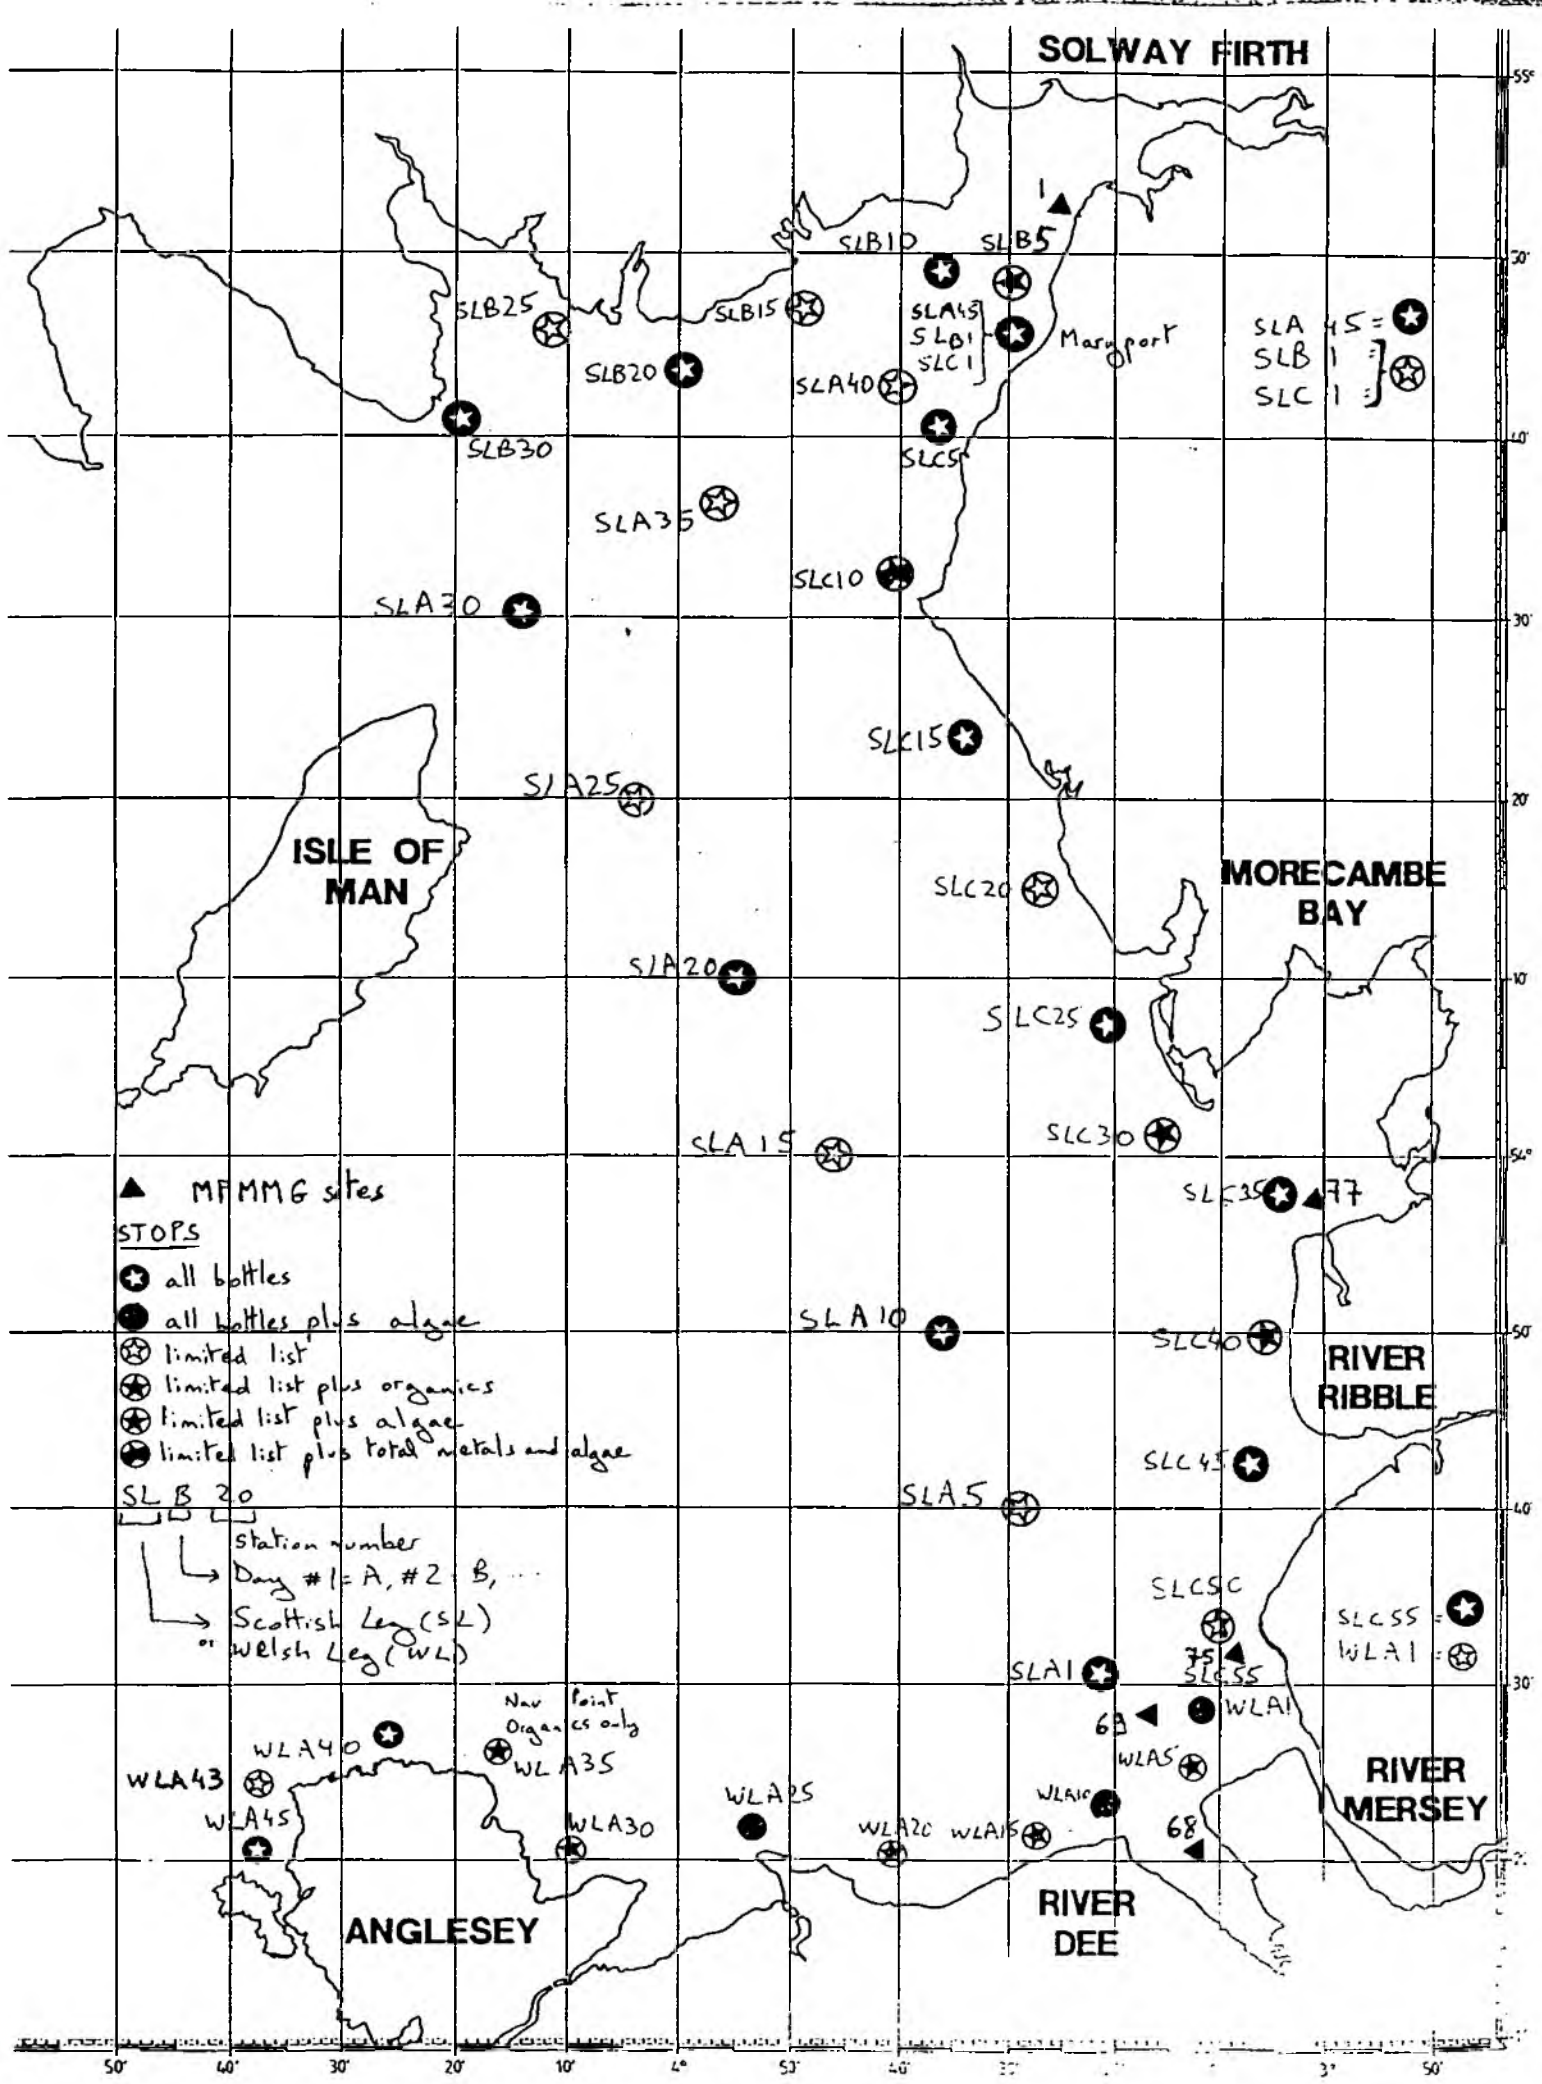 SOLWAY FIRTH
55°
1
SLB10
SLB5
50'
SLB25
SLB15
SLA45
SLB1
SLC1
Maryport
SLA 45 =
SLB 1 =
SLC 1 =
SLB20
SLA40
SLB30
SLC5
40'
SLA35
SLC10
SLA30
30'
SLC15
SLA25
20'
ISLE OF
MAN
SLC20
MORECAMBE
BAY
SLA20
10'
SLC25
SLA15
SLC30
54°
MPMMG sites
SLC35
77
STOPS
all bottles
all bottles plus algae
SLA10
SLC40
50'
limited list
RIVER
RIBBLE
limited list plus organics
limited list plus algae
limited list plus total metals and algae
SLC45
SL B 20
SLA5
40'
Station number
Day #1 = A, #2 B, ...
Scottish Leg (SL)
or Welsh Leg (WL)
SLC5C
SLC55 =
WLA1 =
75
SLC55
SLA1
30'
Nav Point
Organics only
69
WLA1
WLA40
WLA35
WLA5
WLA43
RIVER
MERSEY
WLA25
WLA10
WLA45
WLA30
WLA20
WLA15
68
ANGLESEY
RIVER
DEE
50' 40' 30' 20' 10' 4° 50' 40' 3° 50'